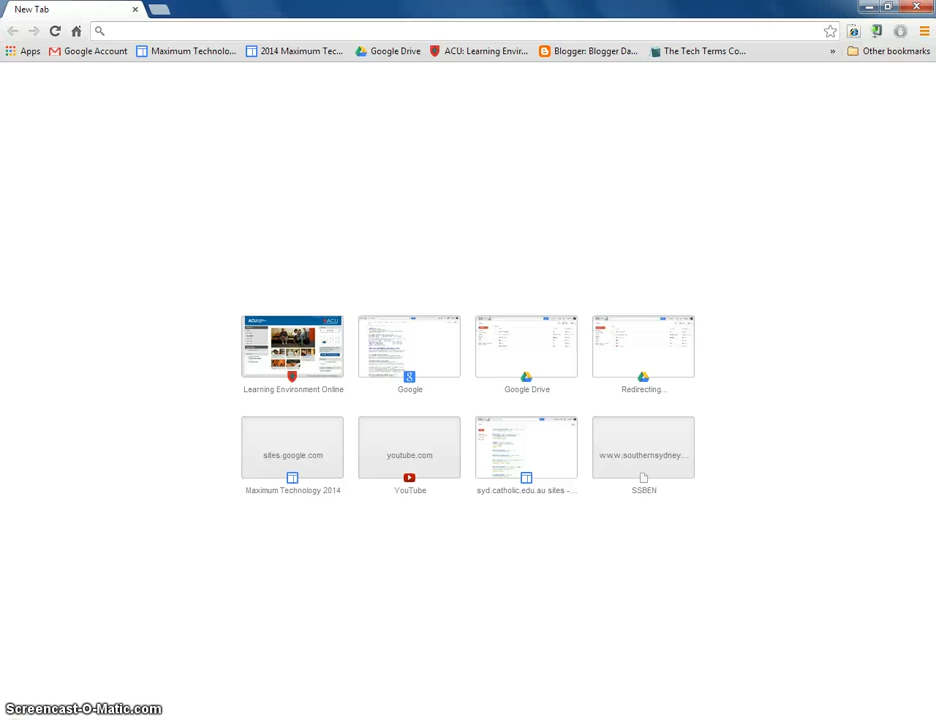 New Tab
Apps Google Account Maximum Technolo... 2014 Maximum Tec... Google Drive ACU: Learning Envir... Blogger: Blogger Da... The Tech Terms Co... » Other bookmarks
ACU ACU
Learning Environment Online Google Google Drive Redirecting...
sites.google.com youtube.com www.southernsydney...
Maximum Technology 2014 YouTube syd.catholic.edu.au sites -... SSBEN
Screencast-O-Matic.com